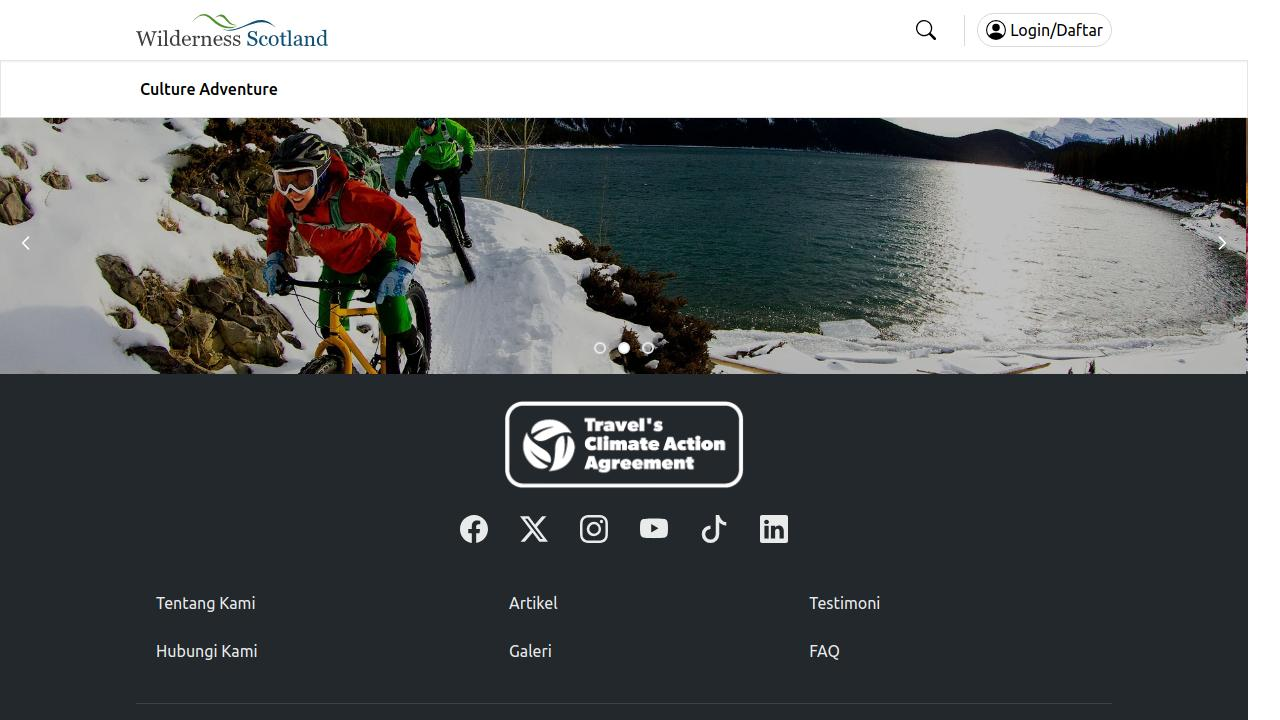 Wilderness Scotland
Login/Daftar
Culture Adventure
Travel's
Climate Action
Agreement
Tentang Kami
Artikel
Testimoni
Hubungi Kami
Galeri
FAQ